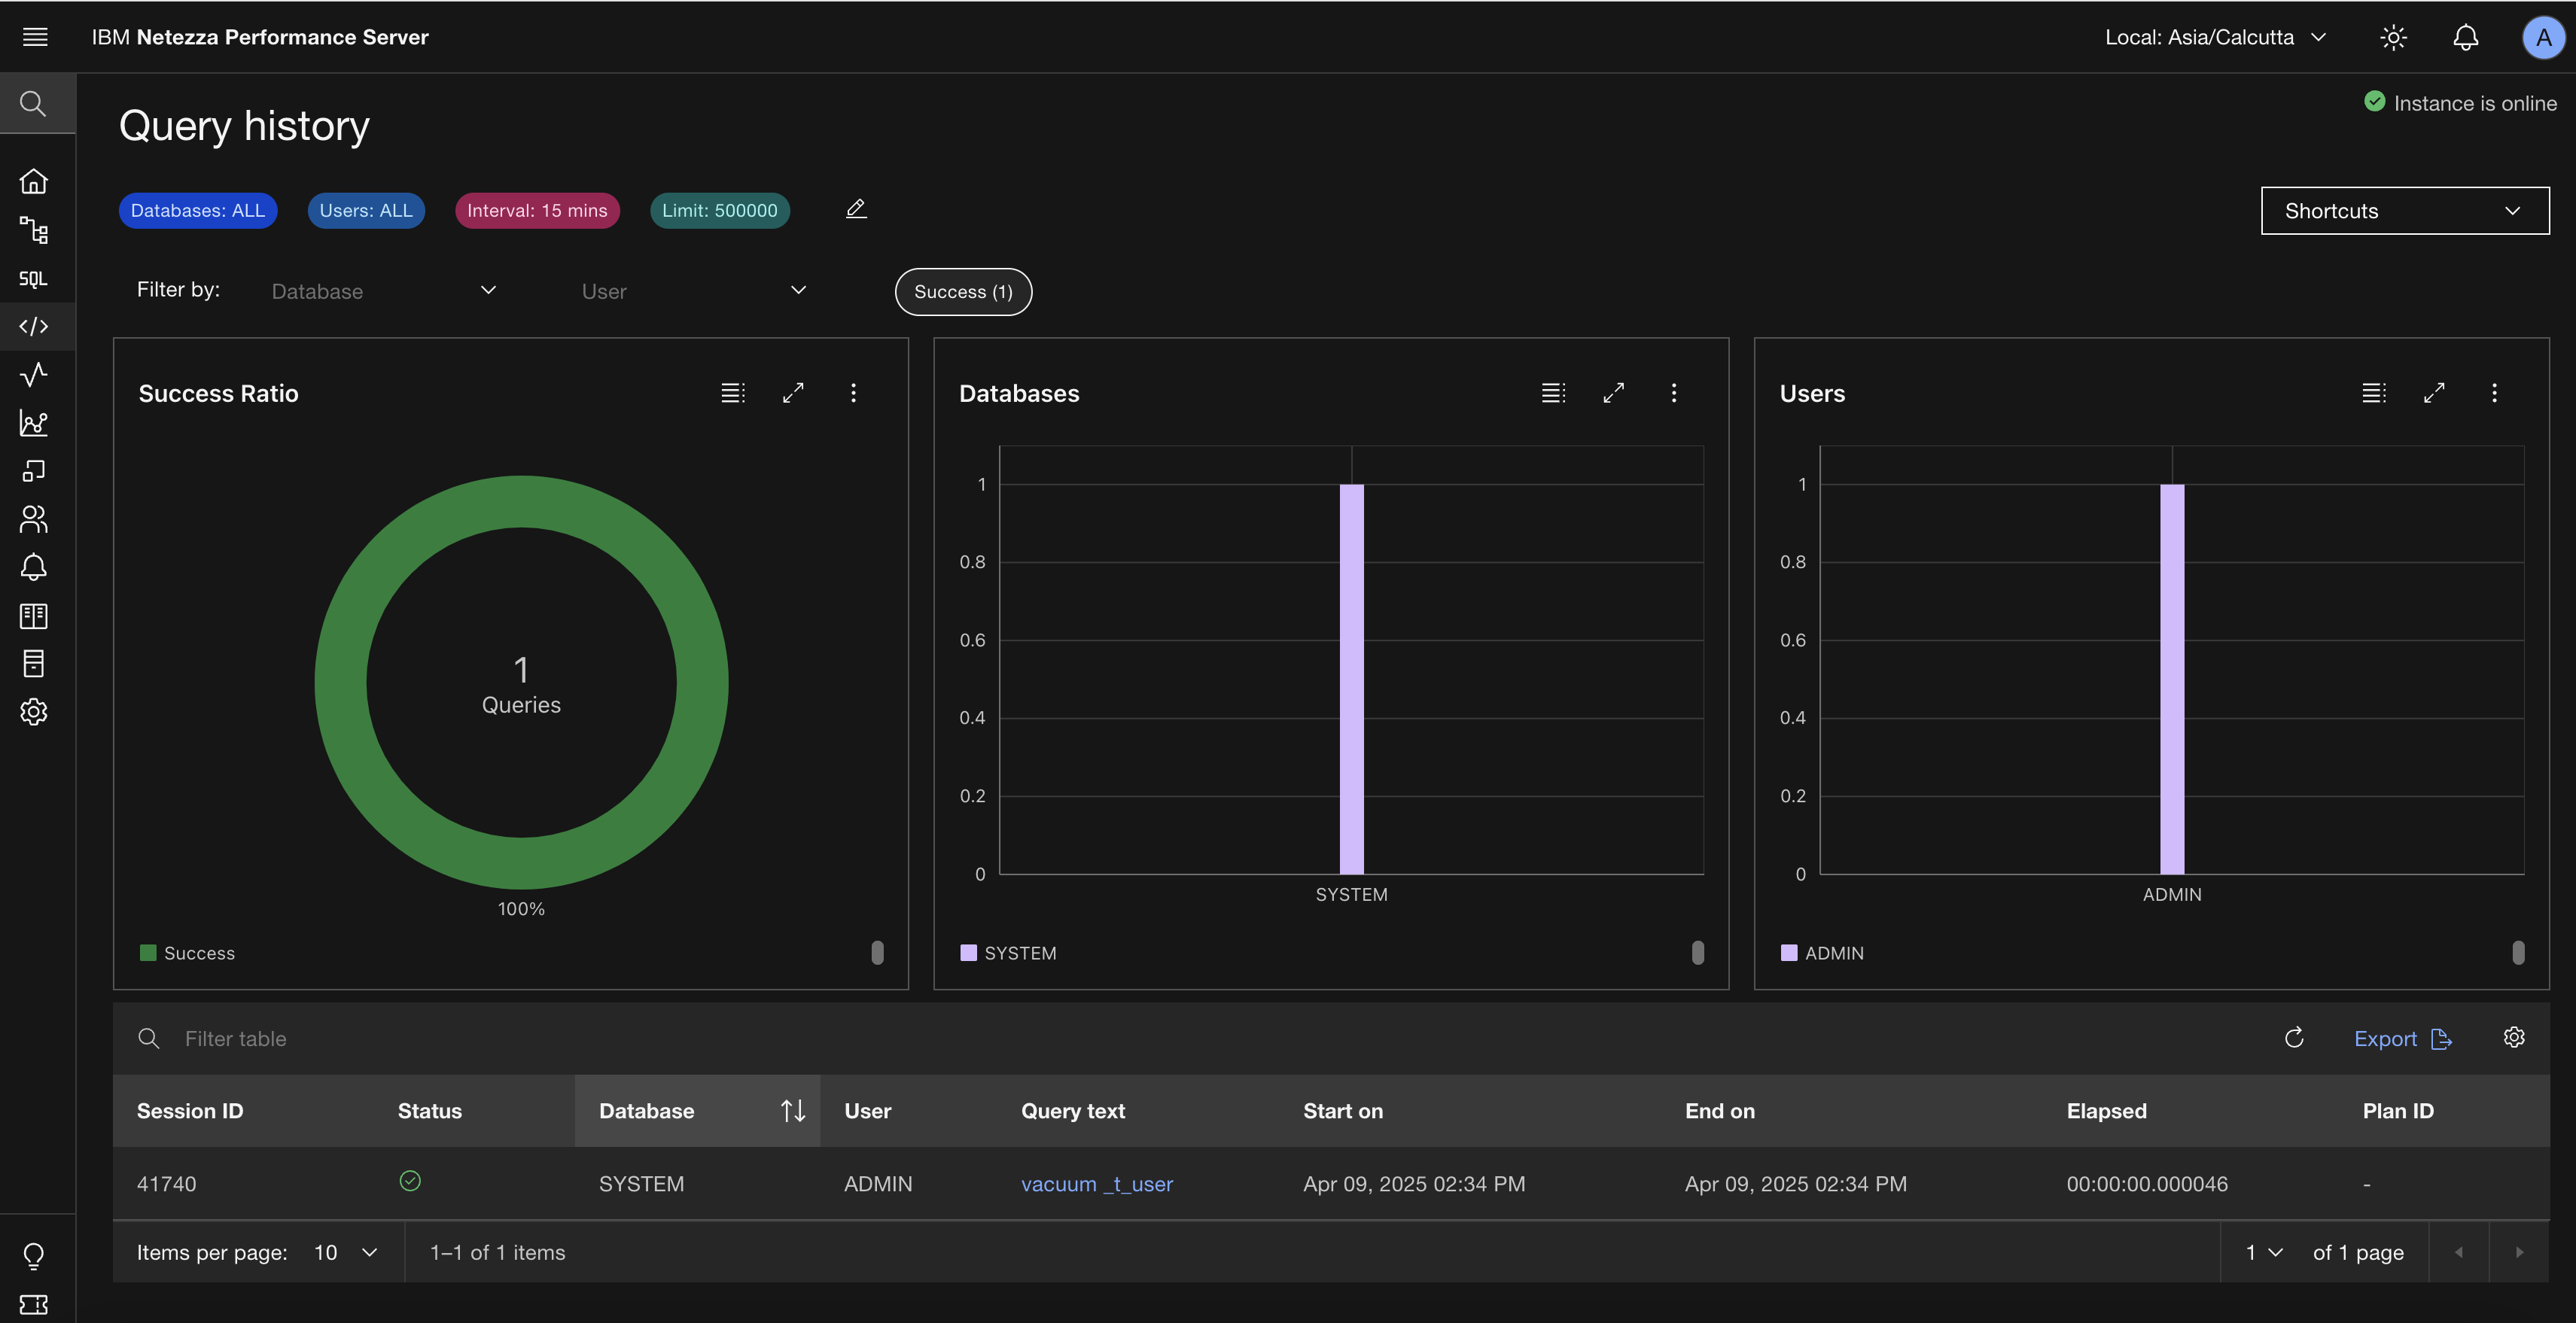 IBM Netezza Performance Server
Local: Asia/Calcutta
A
Query history
Instance is online
Databases: ALL
Users: ALL
Interval: 15 mins
Limit: 500000
Shortcuts
Filter by:
Database
User
Success (1)
SQL
Success Ratio
1
Queries
100%
Success
Databases
1
0.8
0.6
0.4
0.2
0
SYSTEM
SYSTEM
Users
1
0.8
0.6
0.4
0.2
0
ADMIN
ADMIN
Filter table
Export
Session ID Status Database User Query text Start on End on Elapsed Plan ID
41740 SYSTEM ADMIN vacuum _t_user Apr 09, 2025 02:34 PM Apr 09, 2025 02:34 PM 00:00:00.000046 -
Items per page: 10 1–1 of 1 items 1 of 1 page